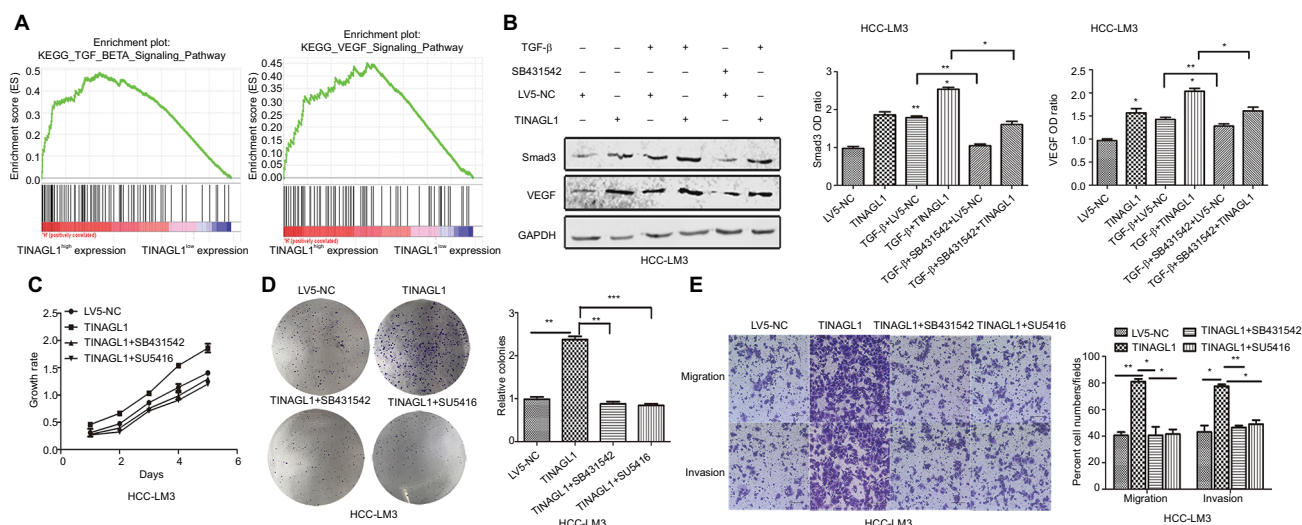 A
Enrichment plot:
KEGG_TGF_BETA_Signaling_Pathway
Enrichment score (ES)
0.5
0.4
0.3
0.2
0.1
0
'H' (positively correlated)
TINAGL1high expression
TINAGL1low expression
Enrichment plot:
KEGG_VEGF_Signaling_Pathway
Enrichment score (ES)
0.45
0.40
0.35
0.30
0.25
0.20
0.15
0.10
0.05
0.00
'H' (positively correlated)
TINAGL1high expression
TINAGL1low expression
B
HCC-LM3
TGF-β – – + + – +
SB431542 – – – – + –
LV5-NC + – + – + –
TINAGL1 – + – + – +
Smad3
VEGF
GAPDH
HCC-LM3
HCC-LM3
Smad3 OD ratio
3
2
1
0
**
*
**
*
LV5-NC
TINAGL1
TGF-β+LV5-NC
TGF-β+TINAGL1
TGF-β+SB431542+LV5-NC
TGF-β+SB431542+TINAGL1
HCC-LM3
VEGF OD ratio
2.5
2.0
1.5
1.0
0.5
0.0
*
*
**
*
LV5-NC
TINAGL1
TGF-β+LV5-NC
TGF-β+TINAGL1
TGF-β+SB431542+LV5-NC
TGF-β+SB431542+TINAGL1
C
LV5-NC
TINAGL1
TINAGL1+SB431542
TINAGL1+SU5416
Growth rate
2.5
2.0
1.5
1.0
0.5
0.0
0 2 4 6
Days
HCC-LM3
D
LV5-NC
TINAGL1
TINAGL1+SB431542
TINAGL1+SU5416
HCC-LM3
Relative colonies
3
2
1
0
**
**
***
LV5-NC
TINAGL1
TINAGL1+SB431542
TINAGL1+SU5416
HCC-LM3
E
LV5-NC
TINAGL1
TINAGL1+SB431542
TINAGL1+SU5416
Migration
Invasion
HCC-LM3
LV5-NC
TINAGL1
TINAGL1+SB431542
TINAGL1+SU5416
Percent cell numbers/fields
100
80
60
40
20
0
** * *
* ** *
Migration
Invasion
HCC-LM3